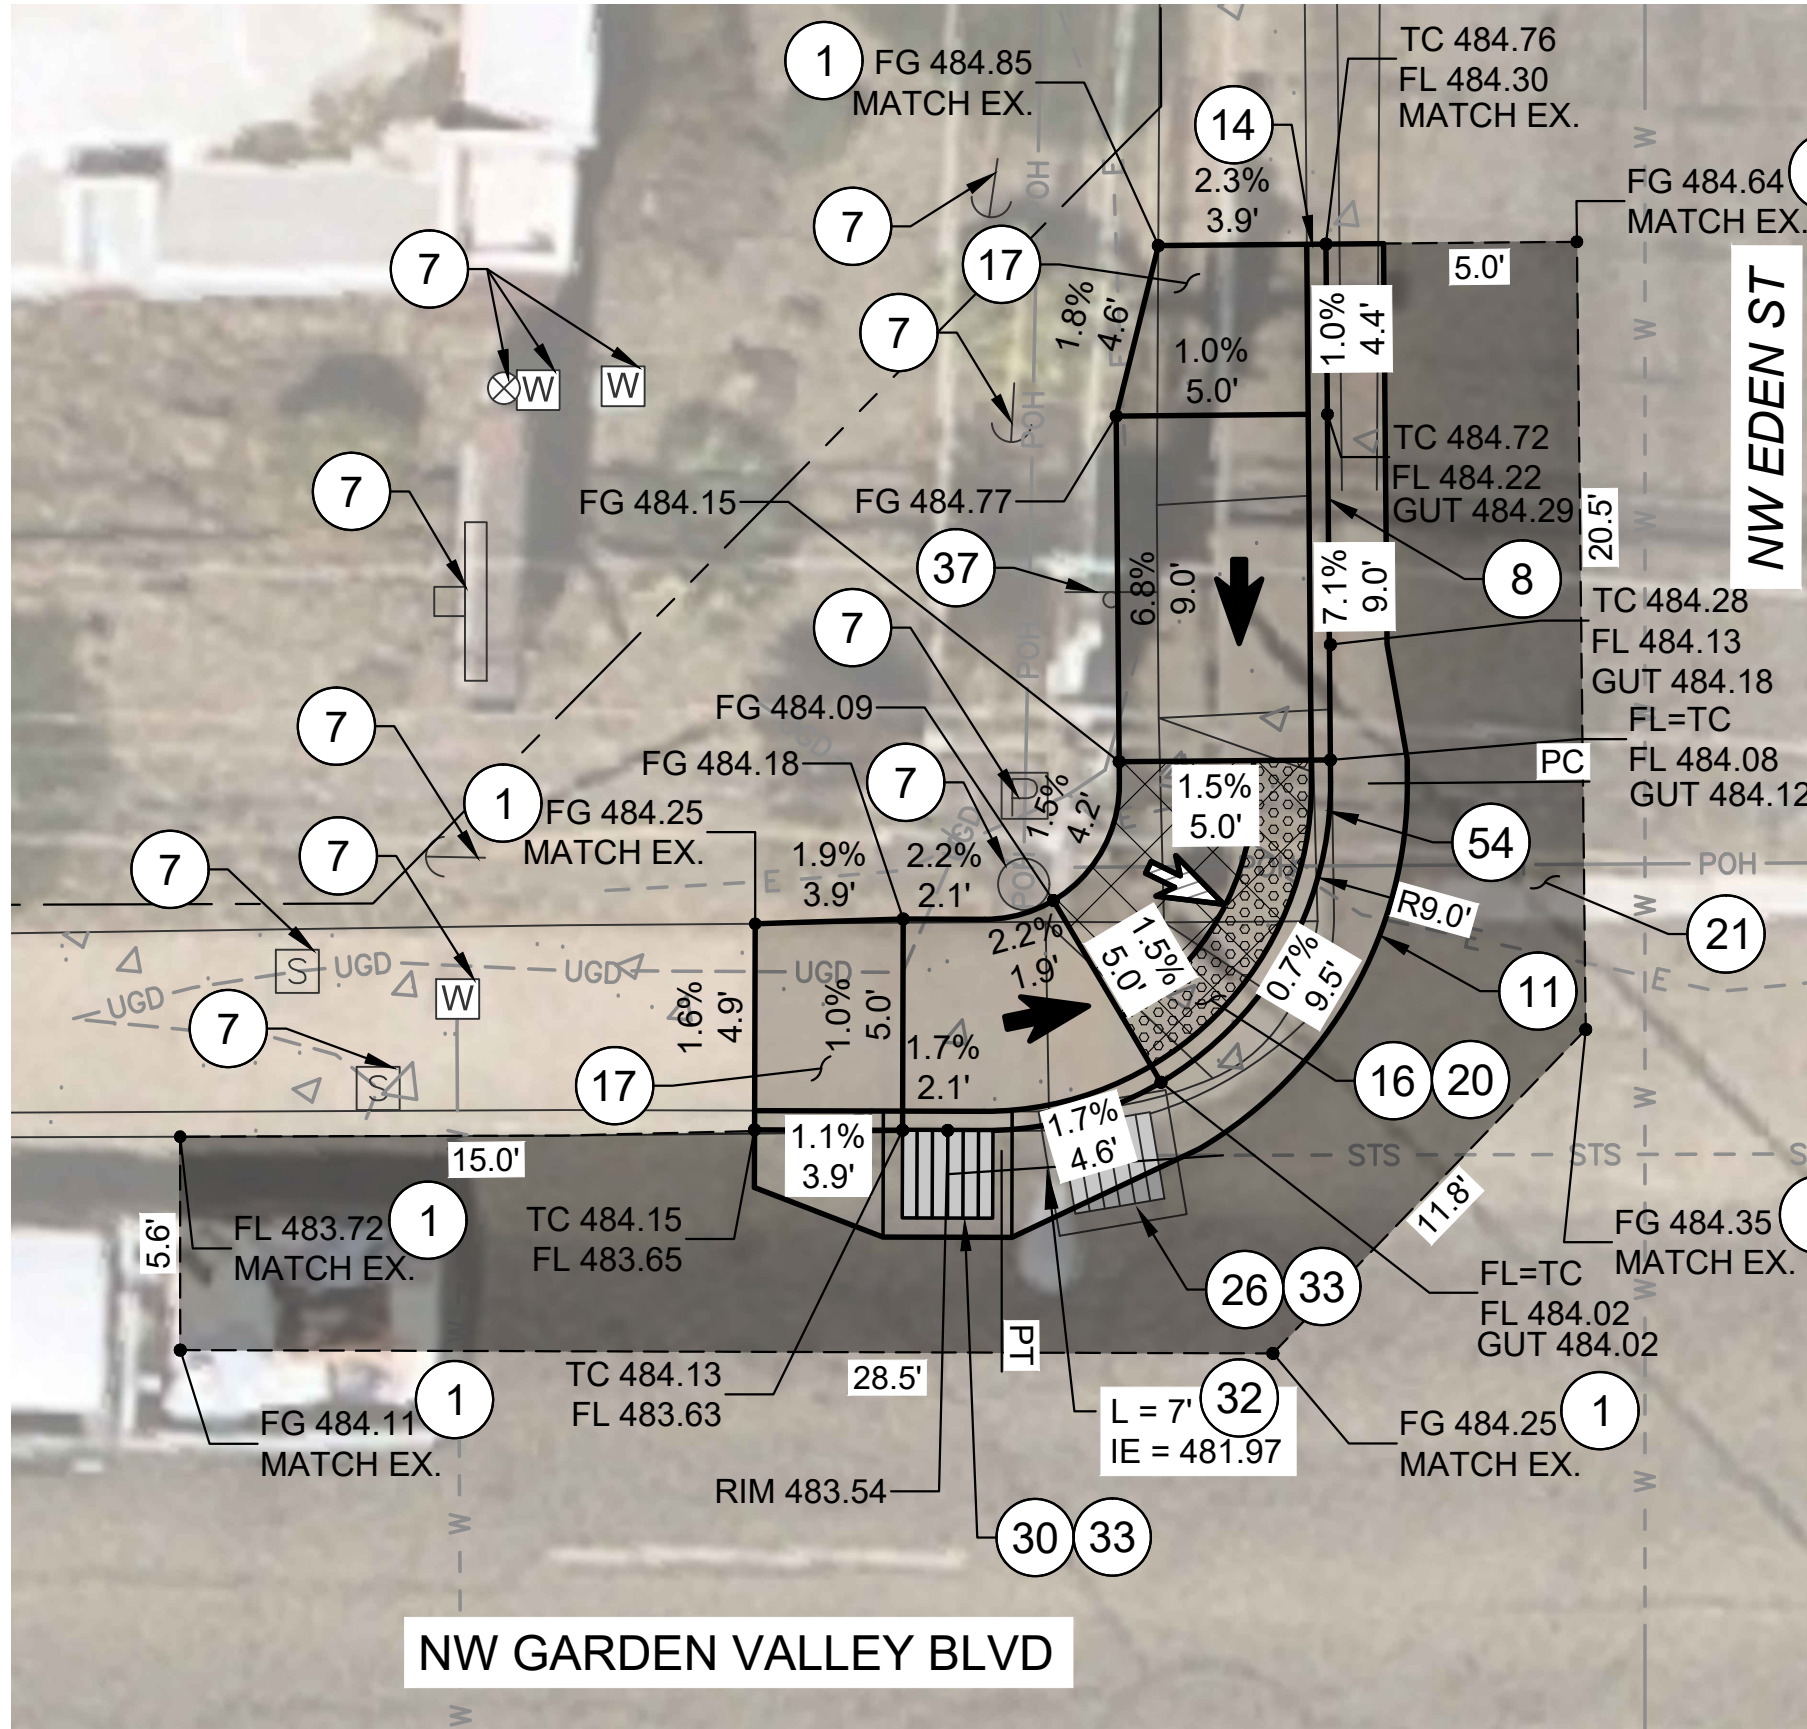 1
FG 484.85
MATCH EX.
TC 484.76
FL 484.30
MATCH EX.
14
2.3%
3.9'
FG 484.64
MATCH EX.
POH
E
7
17
7
5.0'
NW EDEN ST
W
W
1.8%
4.6'
1.0%
4.4'
7
1.0%
5.0'
W
W
POH
TC 484.72
FL 484.22
GUT 484.29
7
FG 484.15
FG 484.77
20.5'
37
6.8%
9.0'
7.1%
9.0'
8
7
POH
TC 484.28
FL 484.13
GUT 484.18
FG 484.09
FL=TC
FL 484.08
GUT 484.12
PC
7
UGD
FG 484.18
7
1.5%
4.2'
1.5%
5.0'
1
FG 484.25
MATCH EX.
54
7
7
1.9%
3.9'
2.2%
2.1'
E
E
POH
R9.0'
21
2.2%
1.9'
1.5%
5.0'
0.7%
9.5'
E
E
11
S
UGD
UGD
UGD
UGD
W
7
1.6%
4.9'
1.0%
5.0'
1.7%
2.1'
S
17
16
20
1.7%
4.6'
1.1%
3.9'
15.0'
STS
STS
S
5.6'
FL 483.72
MATCH EX.
1
TC 484.15
FL 483.65
11.8'
FG 484.35
MATCH EX.
26
33
FL=TC
FL 484.02
GUT 484.02
PT
TC 484.13
FL 483.63
28.5'
1
FG 484.11
MATCH EX.
L = 7'
IE = 481.97
32
FG 484.25
MATCH EX.
1
RIM 483.54
30
33
NW GARDEN VALLEY BLVD
W
W
W